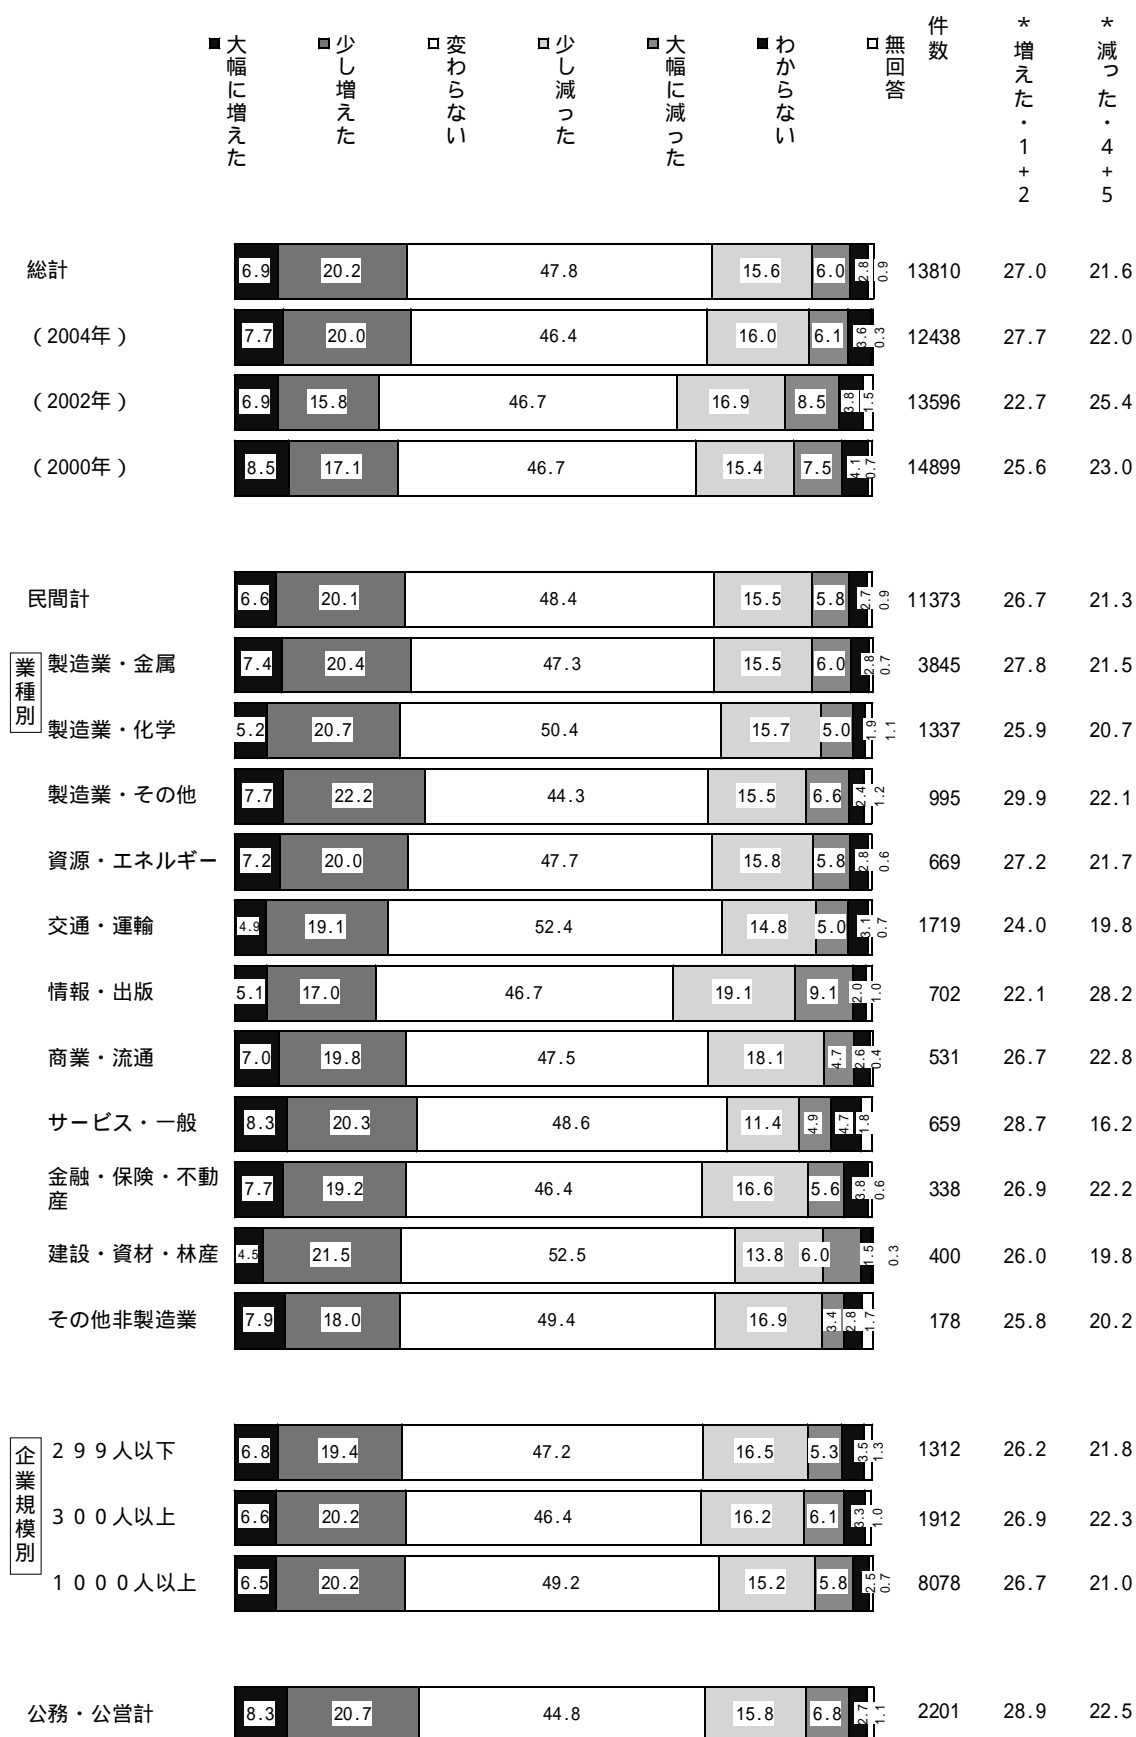 ■大幅に増えた
■少し増えた
□変わらない
□少し減った
■大幅に減った
■わからない
□無回答
件数
*増えた・1+2
*減った・4+5
総計 6.9 20.2 47.8 15.6 6.0 2.8 0.9 13810 27.0 21.6
(2004年) 7.7 20.0 46.4 16.0 6.1 3.6 0.3 12438 27.7 22.0
(2002年) 6.9 15.8 46.7 16.9 8.5 3.8 1.5 13596 22.7 25.4
(2000年) 8.5 17.1 46.7 15.4 7.5 4.1 0.7 14899 25.6 23.0
民間計 6.6 20.1 48.4 15.5 5.8 2.7 0.9 11373 26.7 21.3
業種別
製造業・金属 7.4 20.4 47.3 15.5 6.0 2.8 0.7 3845 27.8 21.5
製造業・化学 5.2 20.7 50.4 15.7 5.0 1.9 1.1 1337 25.9 20.7
製造業・その他 7.7 22.2 44.3 15.5 6.6 2.4 1.2 995 29.9 22.1
資源・エネルギー 7.2 20.0 47.7 15.8 5.8 2.8 0.6 669 27.2 21.7
交通・運輸 4.9 19.1 52.4 14.8 5.0 3.1 0.7 1719 24.0 19.8
情報・出版 5.1 17.0 46.7 19.1 9.1 2.0 1.0 702 22.1 28.2
商業・流通 7.0 19.8 47.5 18.1 4.7 2.6 0.4 531 26.7 22.8
サービス・一般 8.3 20.3 48.6 11.4 4.9 4.7 1.8 659 28.7 16.2
金融・保険・不動
産 7.7 19.2 46.4 16.6 5.6 3.8 0.6 338 26.9 22.2
建設・資材・林産 4.5 21.5 52.5 13.8 6.0 1.5 0.3 400 26.0 19.8
その他非製造業 7.9 18.0 49.4 16.9 3.4 2.8 1.7 178 25.8 20.2
企業規模別
299人以下 6.8 19.4 47.2 16.5 5.3 3.5 1.3 1312 26.2 21.8
300人以上 6.6 20.2 46.4 16.2 6.1 3.3 1.0 1912 26.9 22.3
1000人以上 6.5 20.2 49.2 15.2 5.8 2.5 0.7 8078 26.7 21.0
公務・公営計 8.3 20.7 44.8 15.8 6.8 2.7 1.1 2201 28.9 22.5